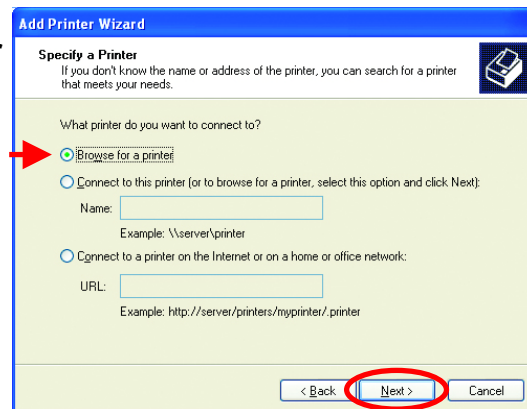 Add Printer Wizard
Specify a Printer
If you don't know the name or address of the printer, you can search for a printer
that meets your needs.
What printer do you want to connect to?
Browse for a printer
Connect to this printer (or to browse for a printer, select this option and click Next):
Name:
Example: \\server\printer
Connect to a printer on the Internet or on a home or office network:
URL:
Example: http://server/printers/myprinter/.printer
< Back
Next >
Cancel